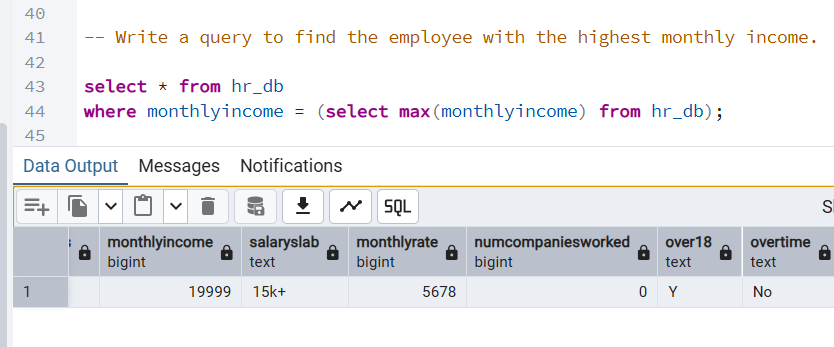 40
41 -- Write a query to find the employee with the highest monthly income.
42
43 select * from hr_db
44 where monthlyincome = (select max(monthlyincome) from hr_db);
45
Data Output Messages Notifications
SQL
monthlyincome salaryslab monthlyrate numcompaniesworked over18 overtime
bigint text bigint bigint text text
1 19999 15k+ 5678 0 Y No